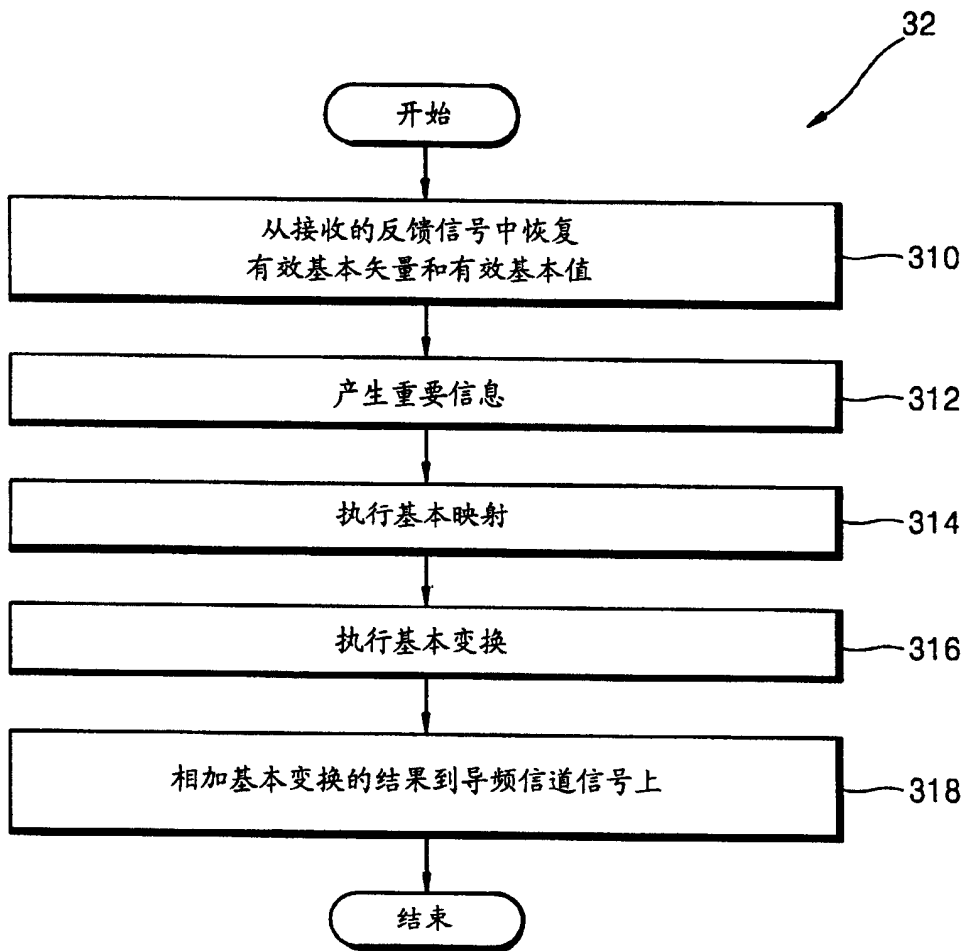 32
开始
从接收的反馈信号中恢复
有效基本矢量和有效基本值
310
产生重要信息
312
执行基本映射
314
执行基本变换
316
相加基本变换的结果到导频信道信号上
318
结束